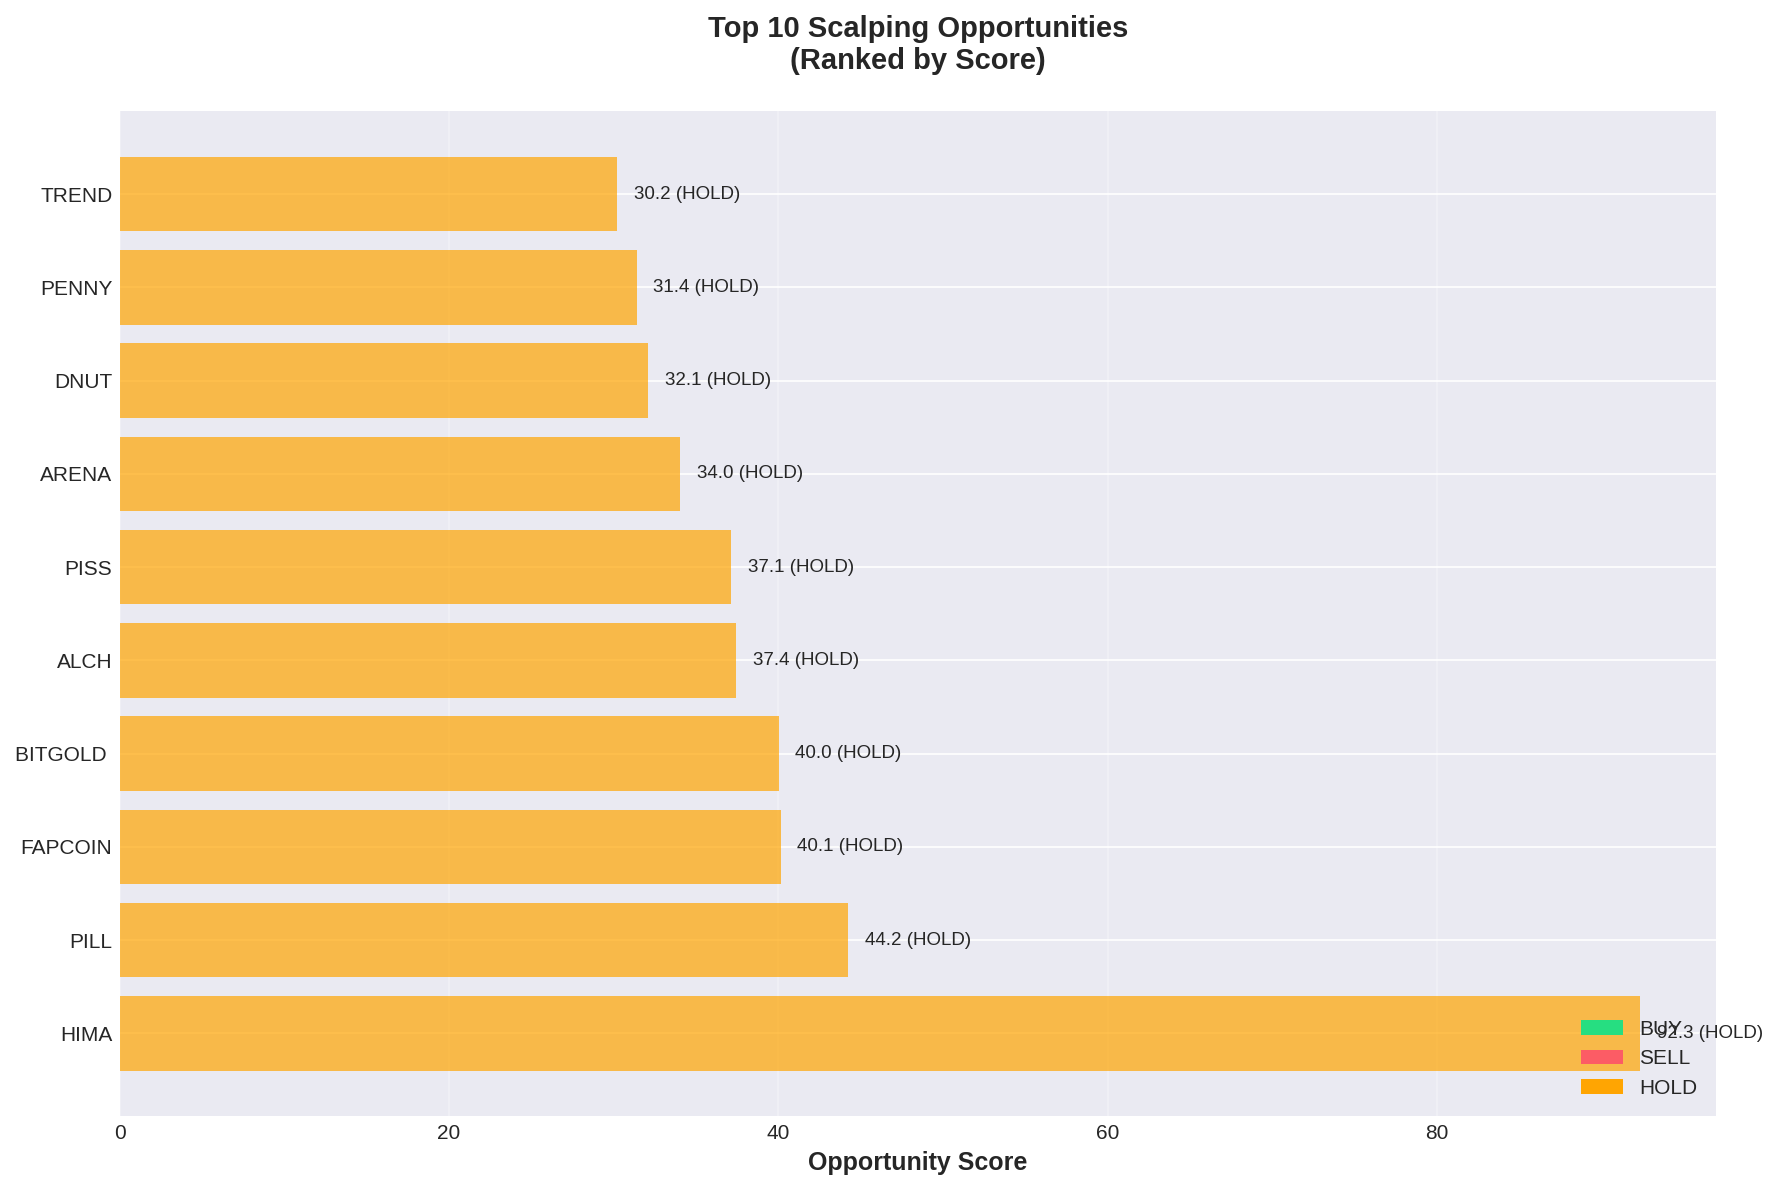 Top 10 Scalping Opportunities
(Ranked by Score)
TREND
30.2 (HOLD)
PENNY
31.4 (HOLD)
DNUT
32.1 (HOLD)
ARENA
34.0 (HOLD)
PISS
37.1 (HOLD)
ALCH
37.4 (HOLD)
BITGOLD
40.0 (HOLD)
FAPCOIN
40.1 (HOLD)
PILL
44.2 (HOLD)
HIMA
92.3 (HOLD)
BUY
SELL
HOLD
0 20 40 60 80
Opportunity Score